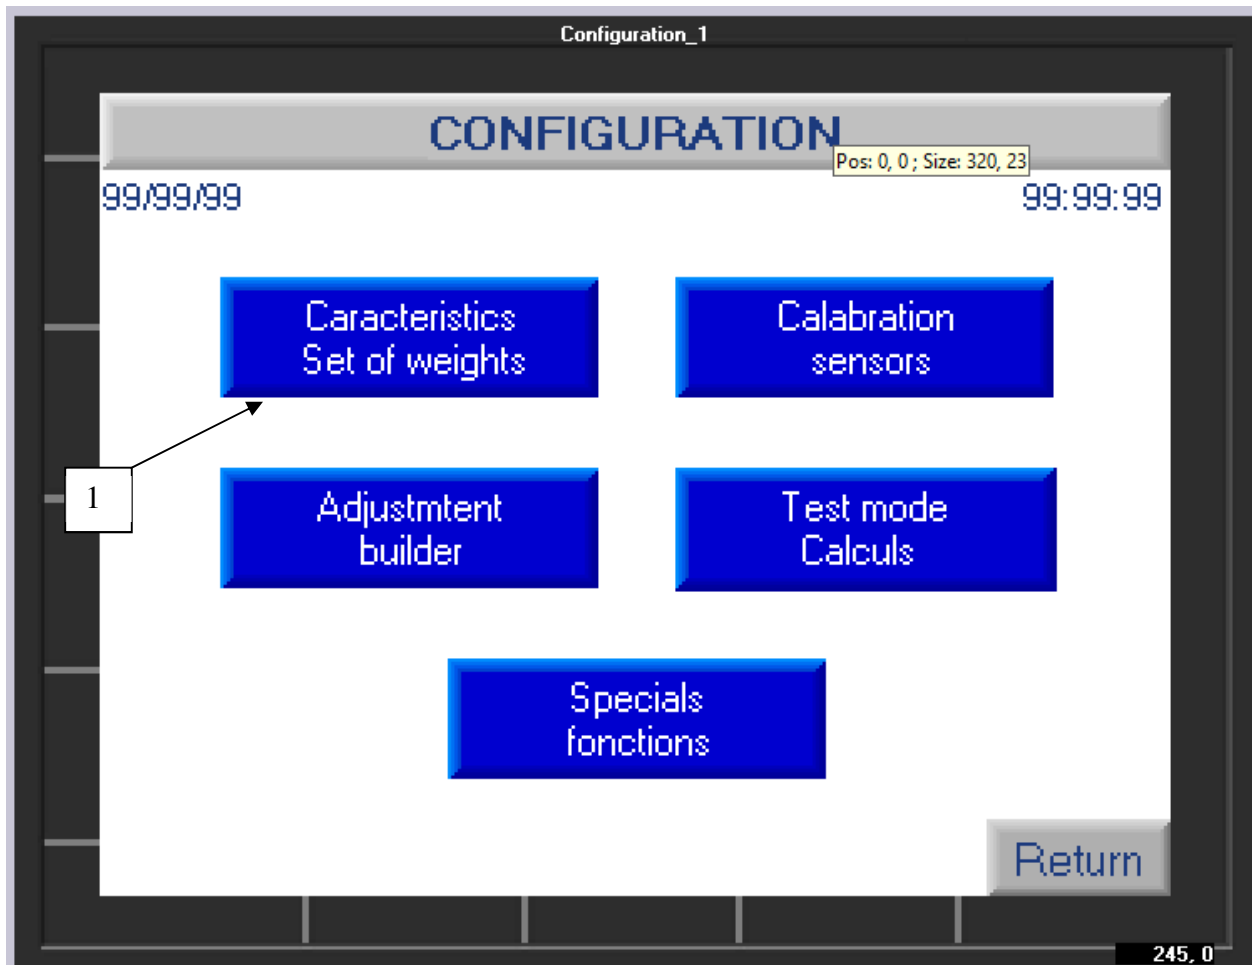 Configuration_1
CONFIGURATION
Pos: 0, 0 ; Size: 320, 23
99/99/99
99:99:99
Caracteristics
Set of weights
Calabration
sensors
1
Adjustmtent
builder
Test mode
Calculs
Specials
fonctions
Return
245, 0